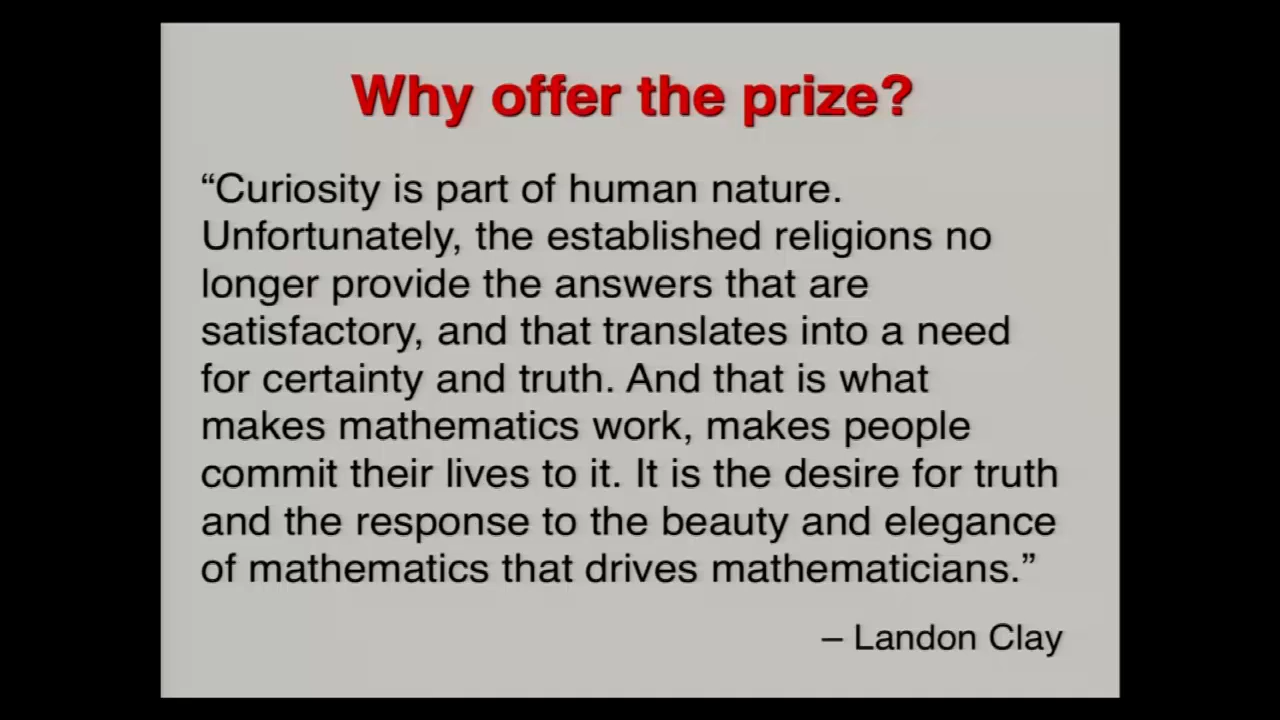 Why offer the prize?
“Curiosity is part of human nature.
Unfortunately, the established religions no
longer provide the answers that are
satisfactory, and that translates into a need
for certainty and truth. And that is what
makes mathematics work, makes people
commit their lives to it. It is the desire for truth
and the response to the beauty and elegance
of mathematics that drives mathematicians.”
– Landon Clay